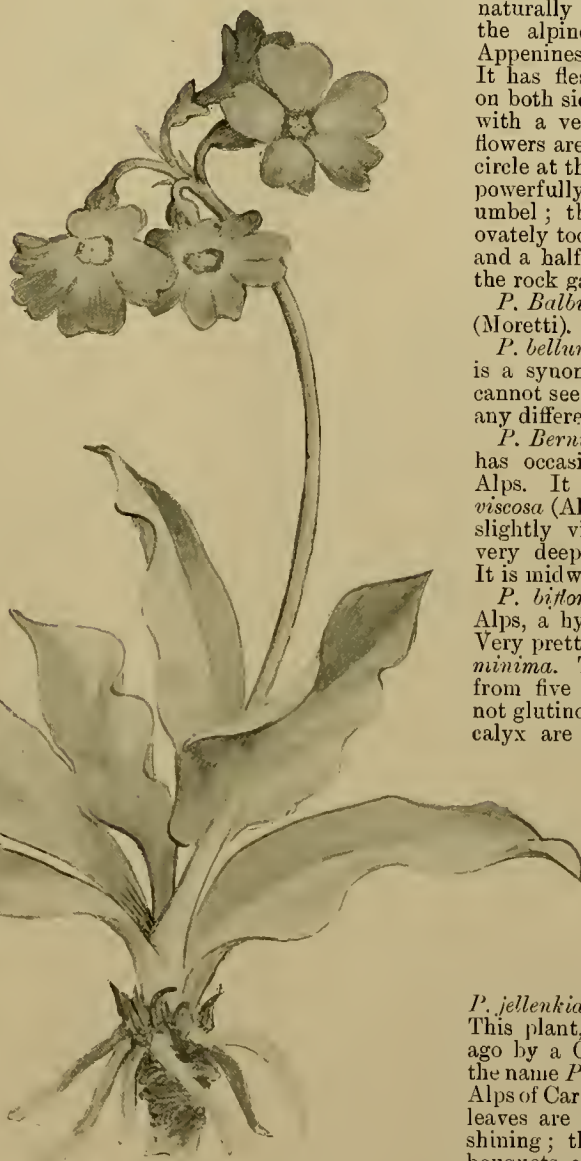 naturally
the alpine
Appenines
It has fles
on both sid
with a ve
flowers are
circle at th
powerfully
umbel ; th
ovately too
and a half
the rock ga
P. Balbi
(Moretti).
P. bellun
is a synon
cannot see
any differe
P. Berni
has occasi
Alps. It
viscosa (Al
slightly vi
very deep
It is midw
P. biflor
Alps, a hy
Very prett
minima. T
from five
not glutino
calyx are
P. jellenkia
This plant,
ago by a C
the name P
Alps of Car
leaves are
shining ; th